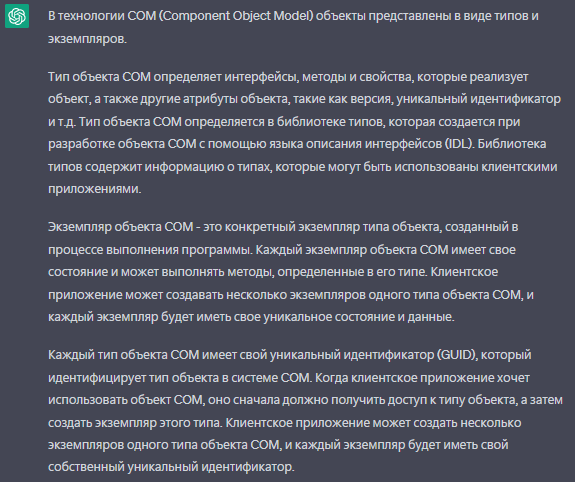 В технологии COM (Component Object Model) объекты представлены в виде типов и
экземпляров.
Тип объекта COM определяет интерфейсы, методы и свойства, которые реализует
объект, а также другие атрибуты объекта, такие как версия, уникальный идентификатор
и т.д. Тип объекта COM определяется в библиотеке типов, которая создается при
разработке объекта COM с помощью языка описания интерфейсов (IDL). Библиотека
типов содержит информацию о типах, которые могут быть использованы клиентскими
приложениями.
Экземпляр объекта COM - это конкретный экземпляр типа объекта, созданный в
процессе выполнения программы. Каждый экземпляр объекта COM имеет свое
состояние и может выполнять методы, определенные в его типе. Клиентское
приложение может создавать несколько экземпляров одного типа объекта COM, и
каждый экземпляр будет иметь свое уникальное состояние и данные.
Каждый тип объекта COM имеет свой уникальный идентификатор (GUID), который
идентифицирует тип объекта в системе COM. Когда клиентское приложение хочет
использовать объект COM, оно сначала должно получить доступ к типу объекта, а затем
создать экземпляр этого типа. Клиентское приложение может создать несколько
экземпляров одного типа объекта COM, и каждый экземпляр будет иметь свой
собственный уникальный идентификатор.